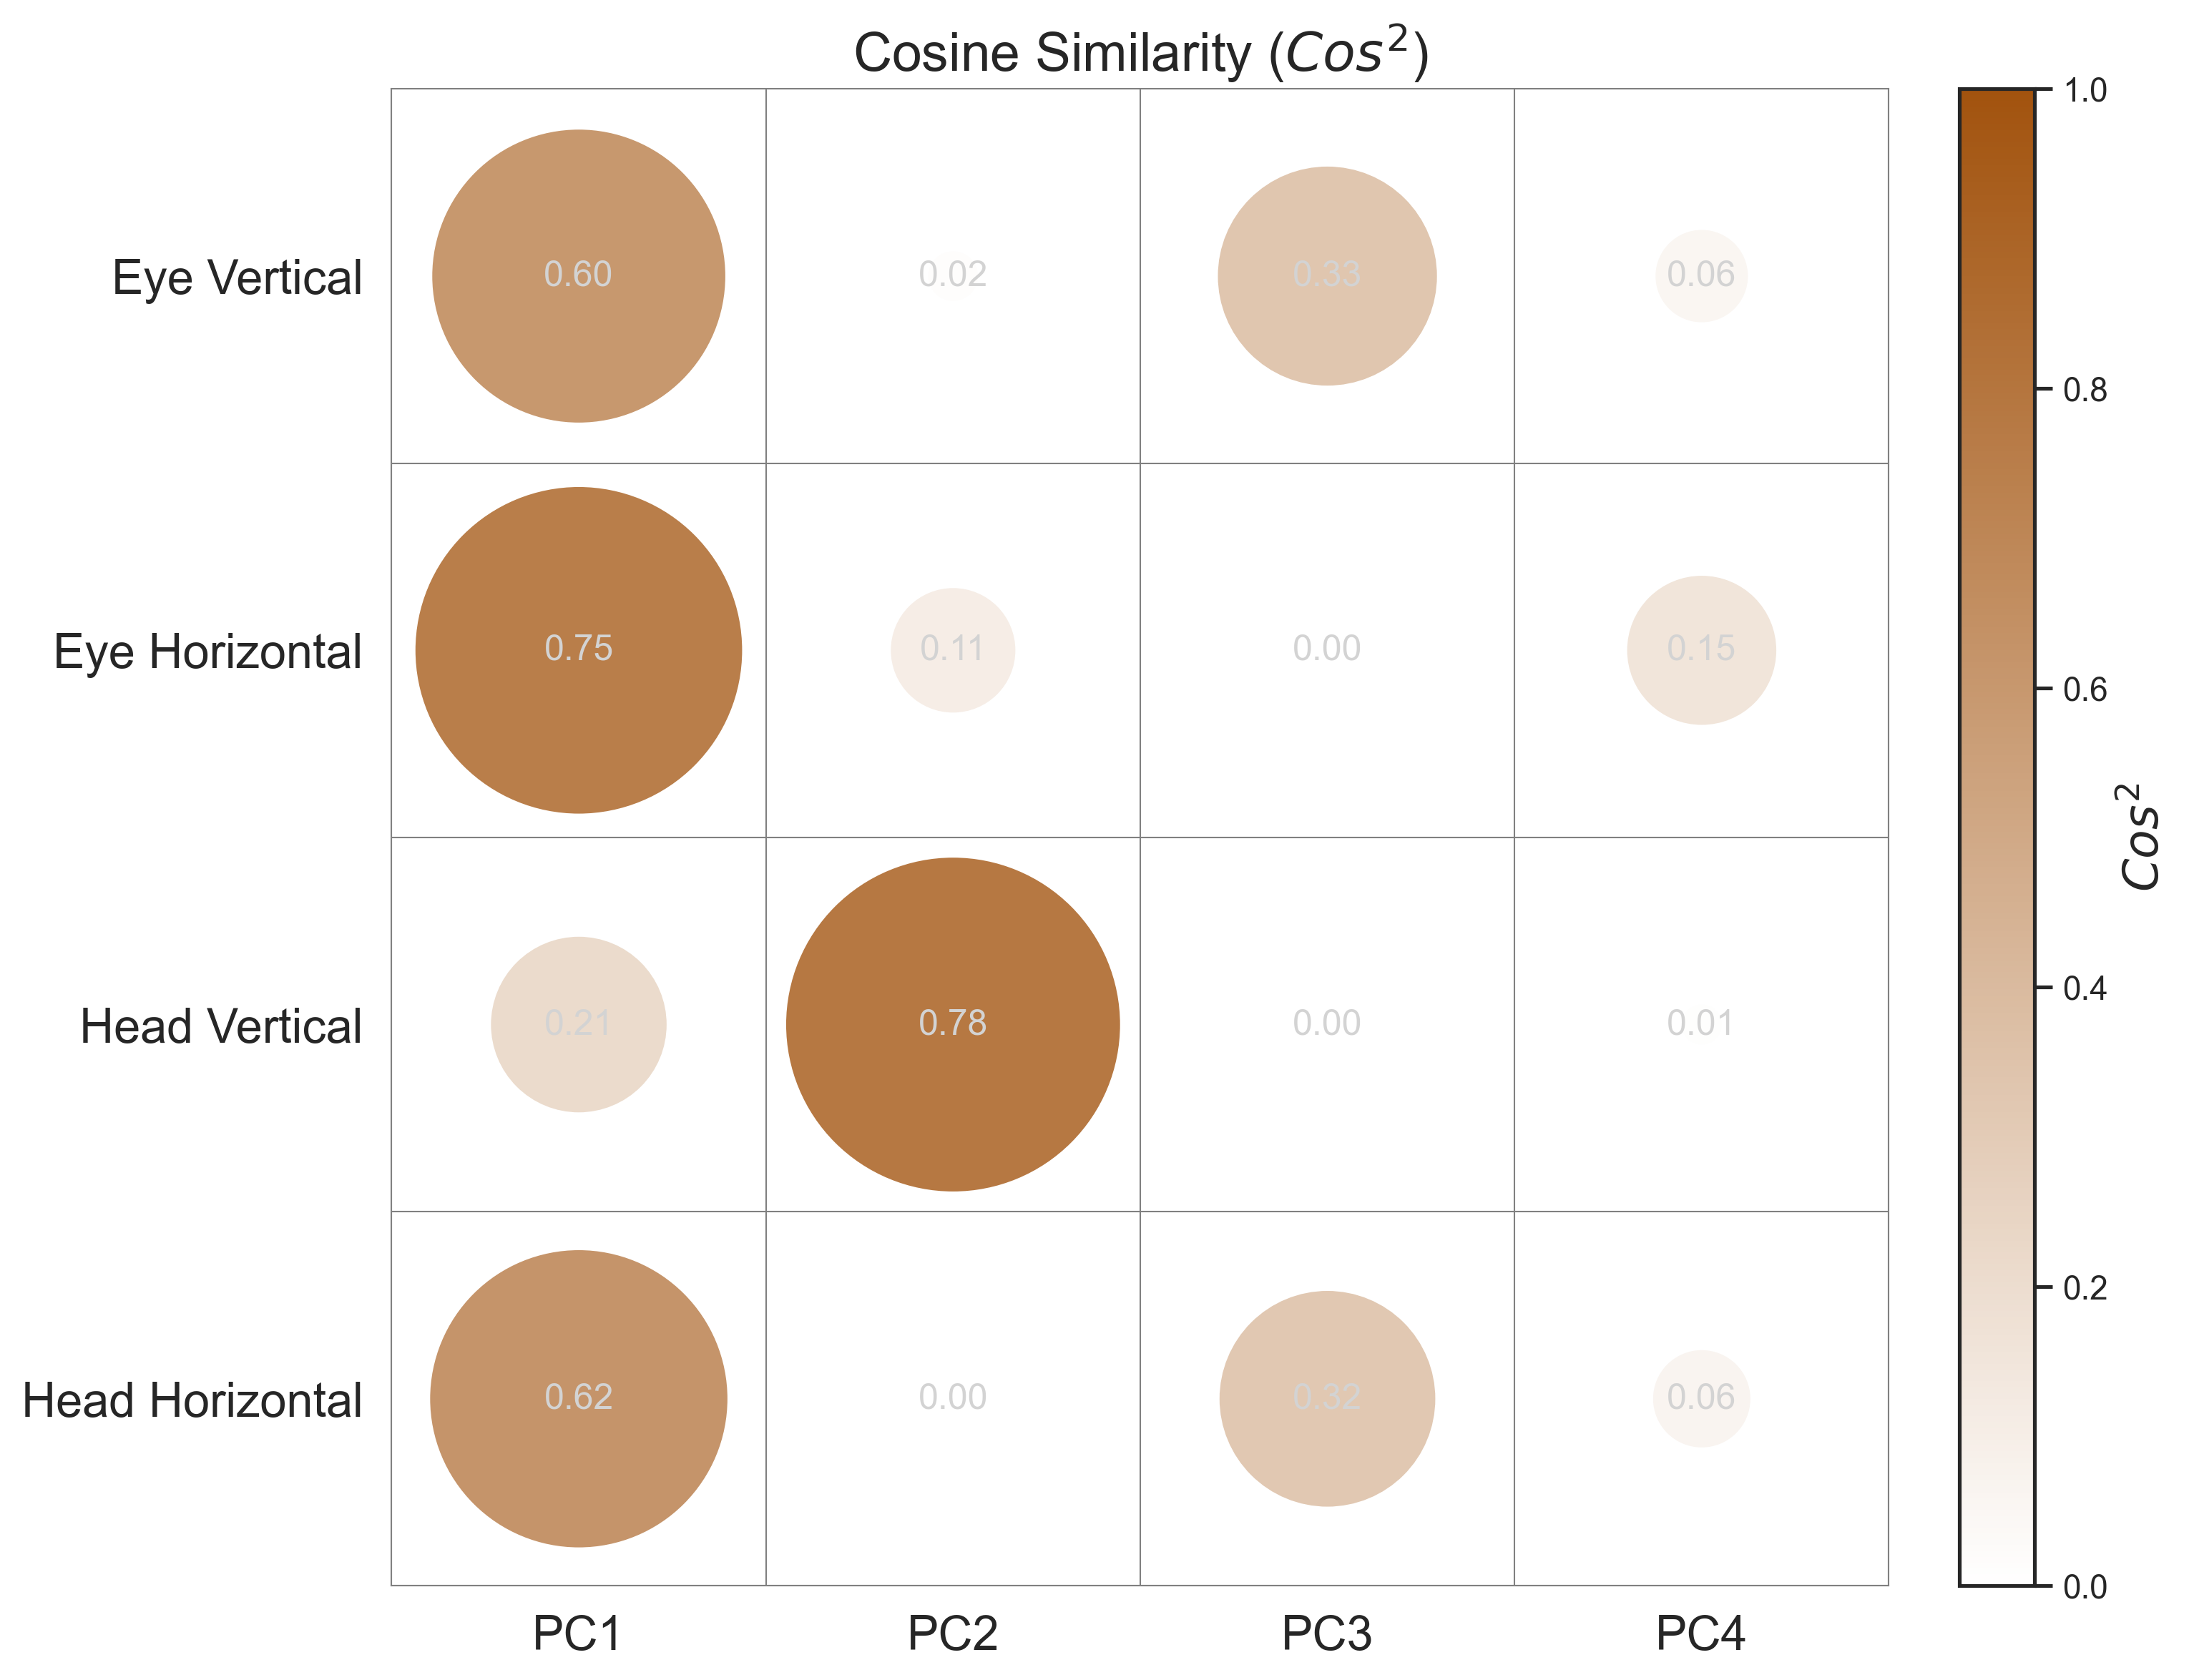 Cosine Similarity (Cos²)
Eye Vertical 0.60 0.02 0.33 0.06
Eye Horizontal 0.75 0.11 0.00 0.15
Head Vertical 0.21 0.78 0.00 0.01
Head Horizontal 0.62 0.00 0.32 0.06
PC1 PC2 PC3 PC4
1.0
0.8
0.6
0.4
0.2
0.0
Cos²